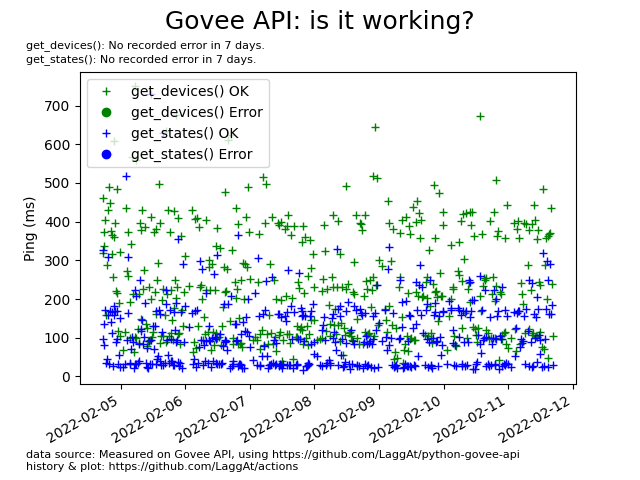 Govee API: is it working?
get_devices(): No recorded error in 7 days.
get_states(): No recorded error in 7 days.
get_devices() OK
get_devices() Error
get_states() OK
get_states() Error
Ping (ms)
700
600
500
400
300
200
100
0
2022-02-05
2022-02-06
2022-02-07
2022-02-08
2022-02-09
2022-02-10
2022-02-11
2022-02-12
data source: Measured on Govee API, using https://github.com/LaggAt/python-govee-api
history & plot: https://github.com/LaggAt/actions